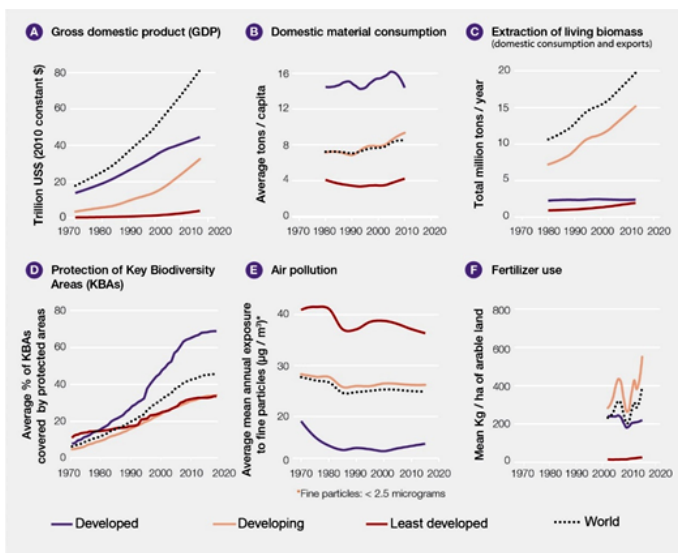 A Gross domestic product (GDP)
Trillion US$ (2010 constant $)
80
60
40
20
0
1970 1980 1990 2000 2010 2020
B Domestic material consumption
Average tons / capita
16
12
8
4
0
1970 1980 1990 2000 2010 2020
C Extraction of living biomass
(domestic consumption and exports)
Total million tons / year
20
15
10
5
0
1970 1980 1990 2000 2010 2020
D Protection of Key Biodiversity
Areas (KBAs)
Average % of KBAs
covered by protected areas
80
60
40
20
0
1970 1980 1990 2000 2010 2020
E Air pollution
Average mean annual exposure
to fine particles (µg / m³)*
40
30
20
0
1970 1980 1990 2000 2010 2020
*Fine particles: < 2.5 micrograms
F Fertilizer use
Mean Kg / ha of arable land
800
600
400
200
0
1970 1980 1990 2000 2010 2020
Developed
Developing
Least developed
World